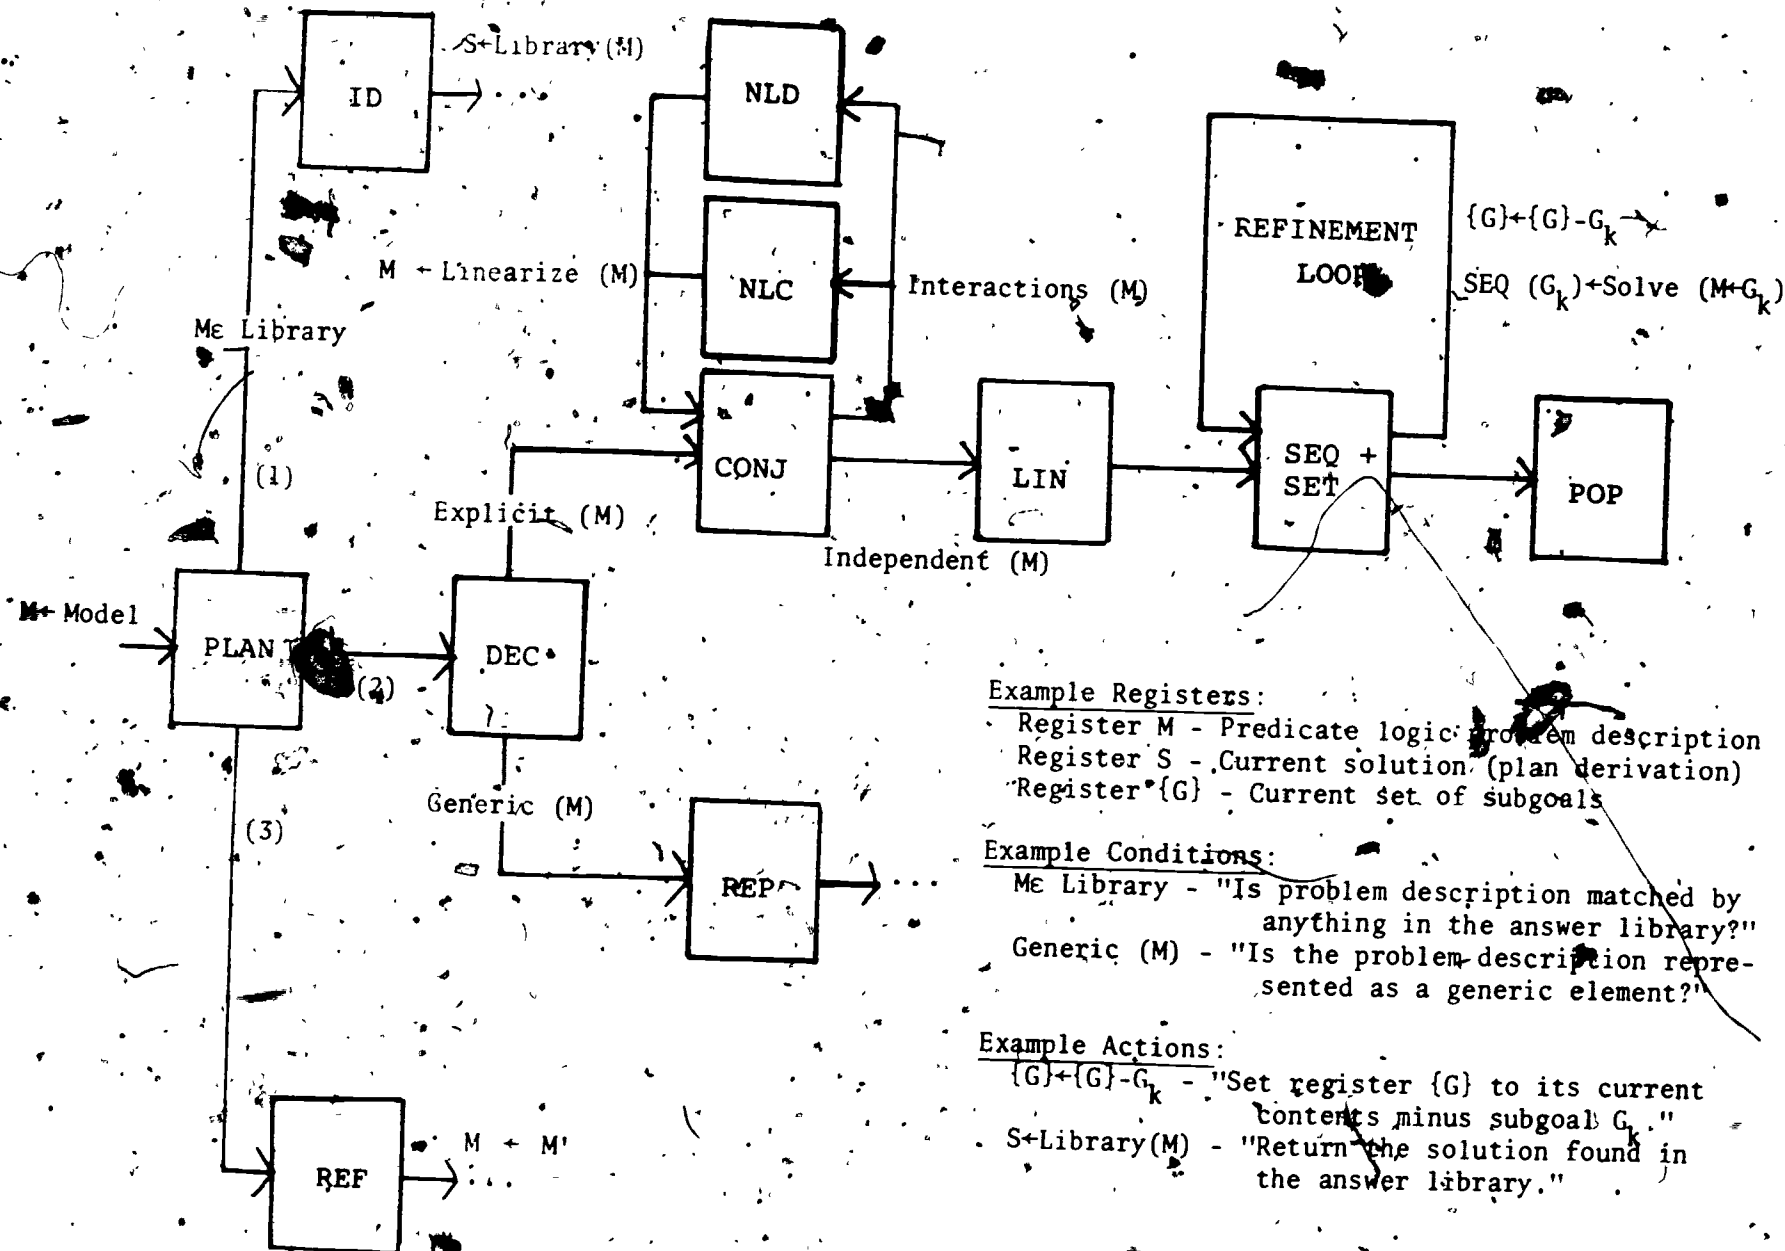 S←Library(M)
ID
NLD
M ← Linearize (M)
NLC
Interactions (M)
REFINEMENT
LOOP
{G}←{G}-Gₖ
SEQ (Gₖ)←Solve (M←Gₖ)
Mε Library
(1)
Explicit (M)
CONJ
LIN
SEQ +
SET
POP
Independent (M)
M← Model
PLAN
(2)
DEC
Generic (M)
(3)
REP
REF
M ← M'
Example Registers:
Register M - Predicate logic problem description
Register S - Current solution (plan derivation)
Register {G} - Current set of subgoals
Example Conditions:
Mε Library - "Is problem description matched by
anything in the answer library?"
Generic (M) - "Is the problem description repre-
sented as a generic element?"
Example Actions:
{G}←{G}-Gₖ - "Set register {G} to its current
contents minus subgoal Gₖ."
S←Library(M) - "Return the solution found in
the answer library."